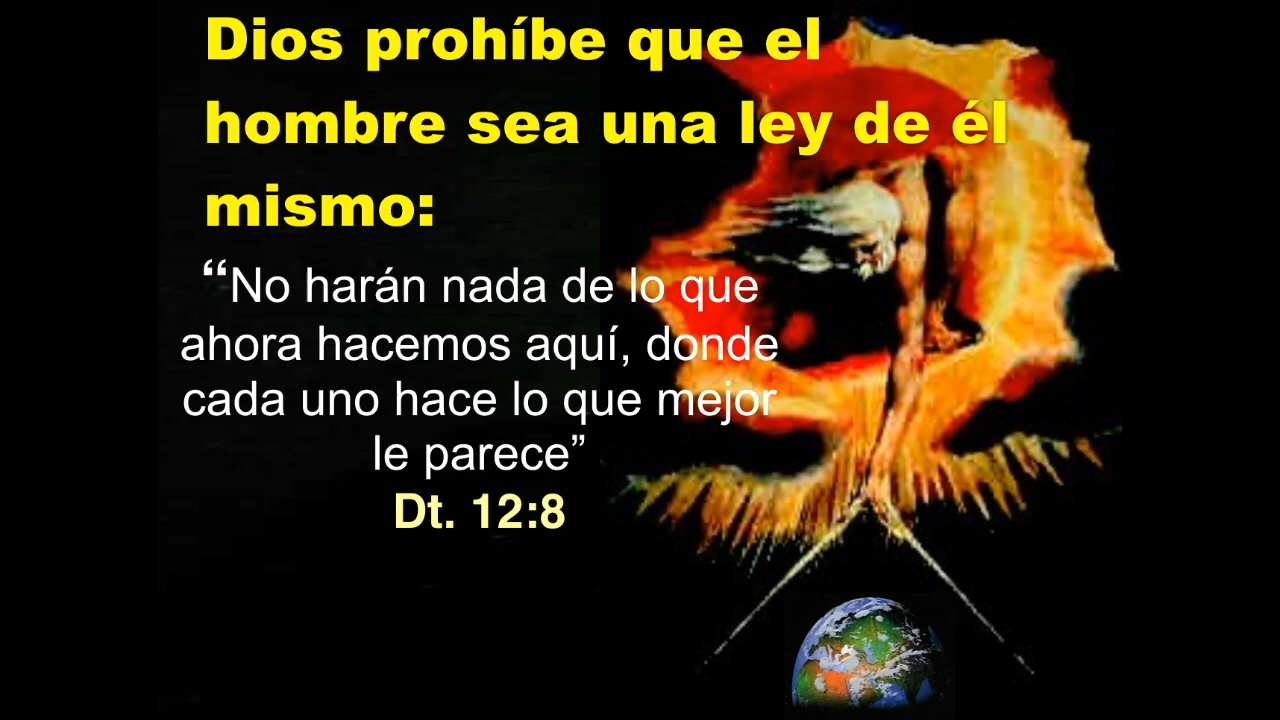 Dios prohíbe que el
hombre sea una ley de él
mismo:
“No harán nada de lo que
ahora hacemos aquí, donde
cada uno hace lo que mejor
le parece”
Dt. 12:8